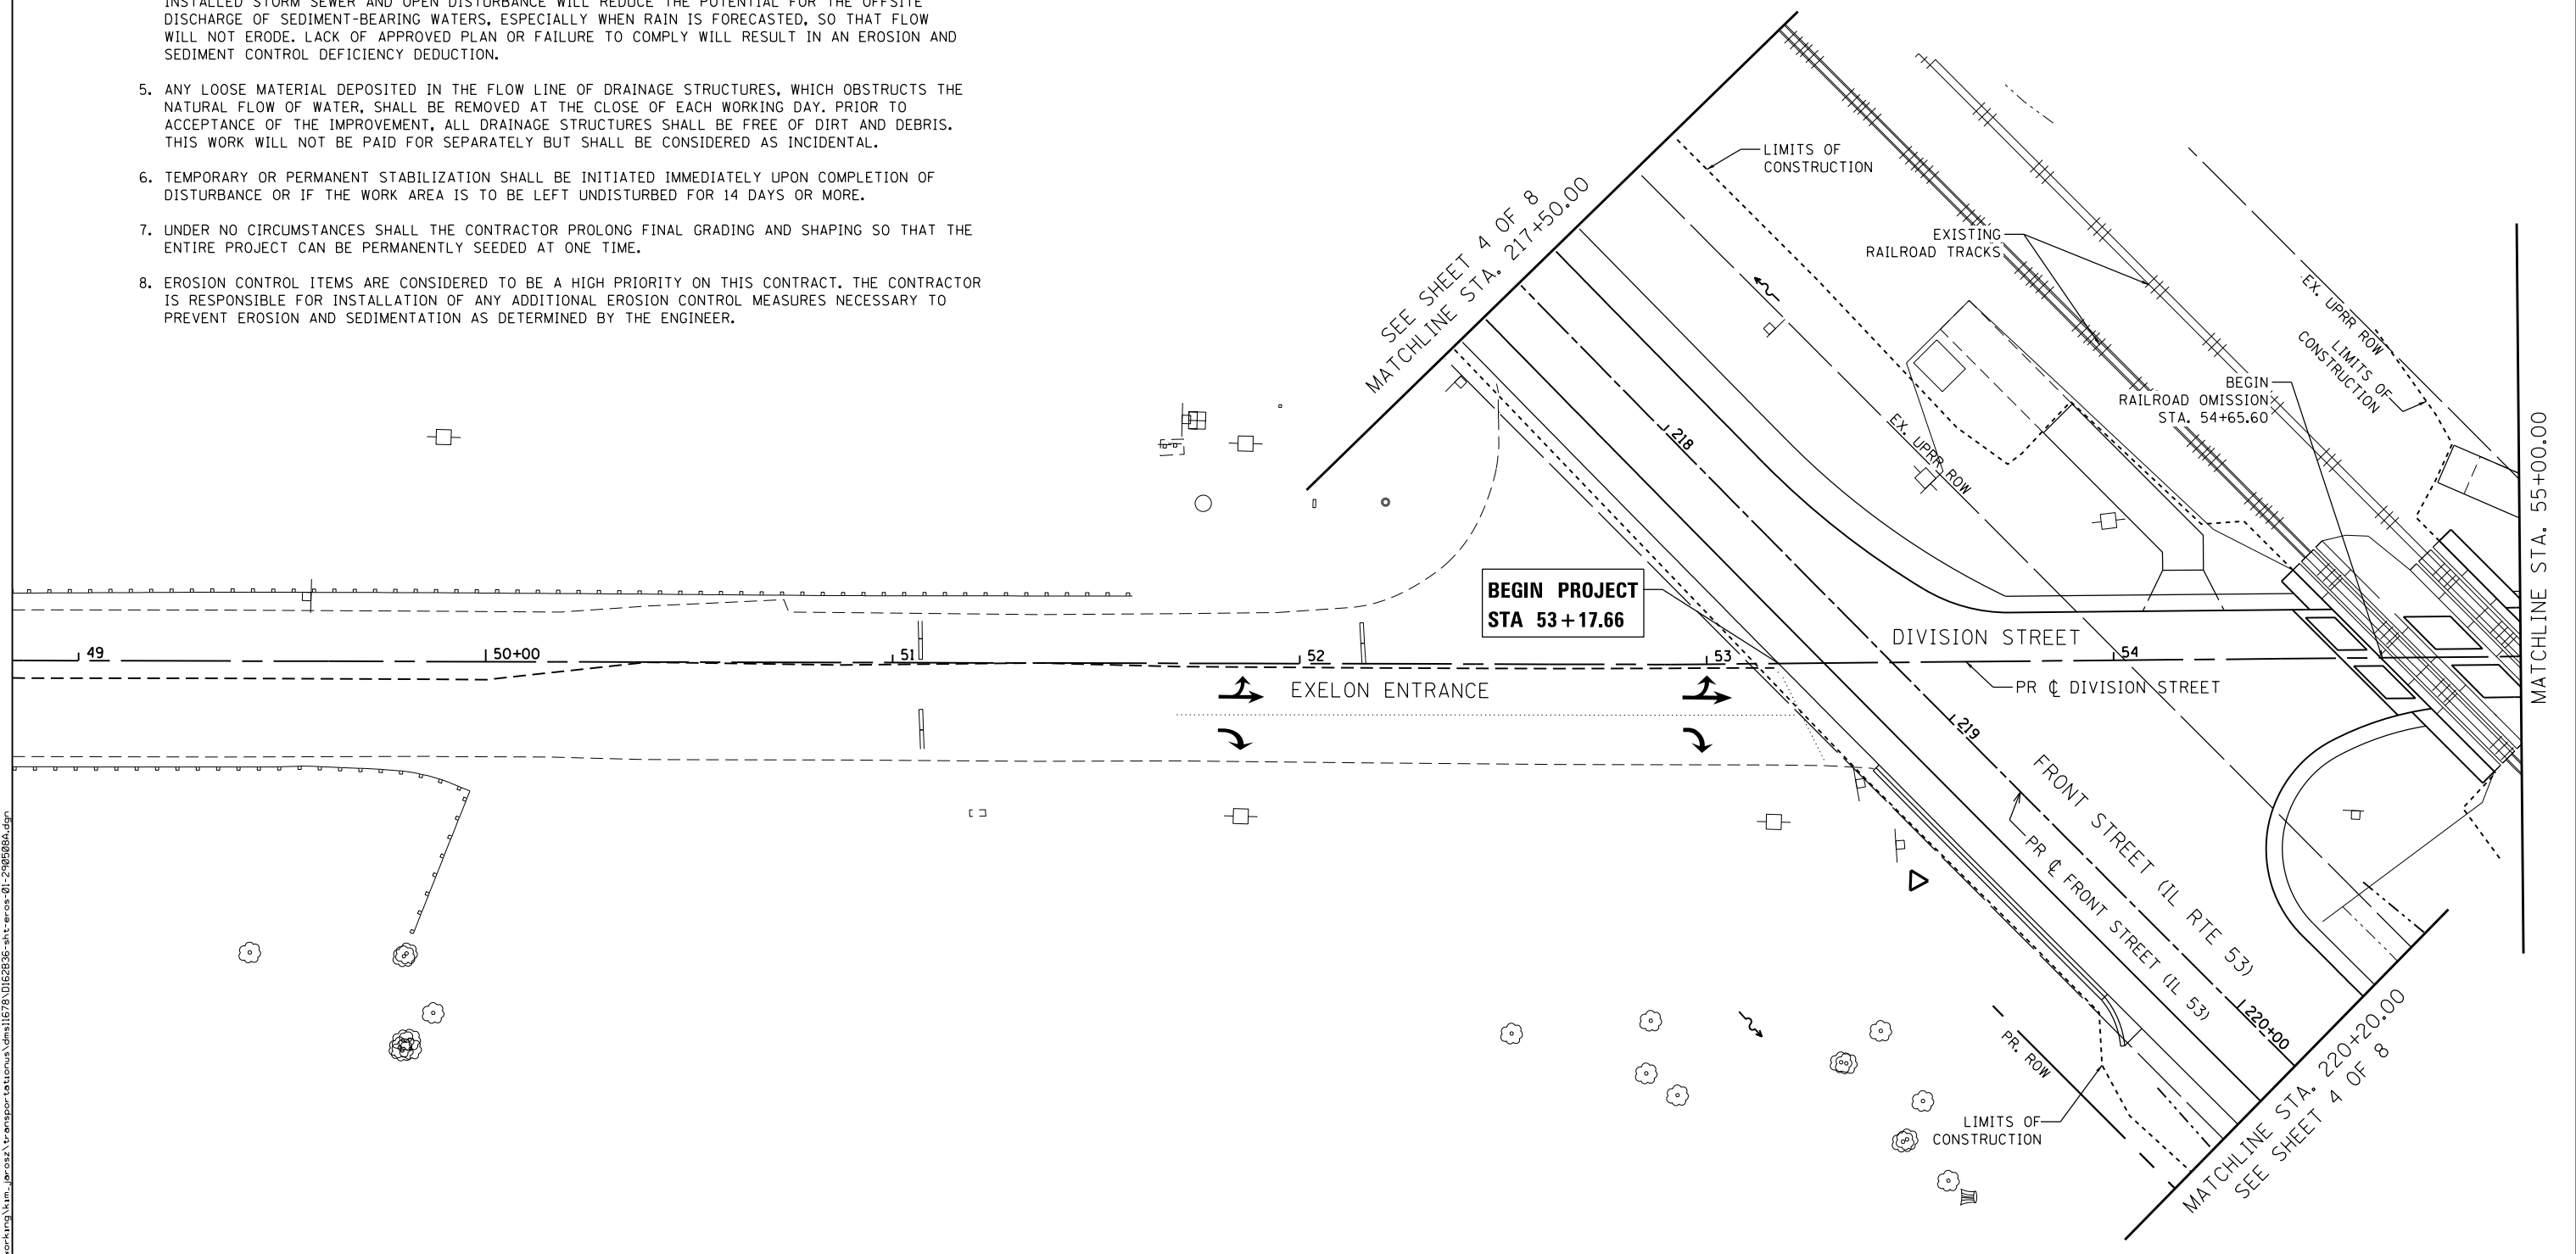 INSTALLED STORM SEWER AND OPEN DISTURBANCE WILL REDUCE THE POTENTIAL FOR THE OFFSITE
DISCHARGE OF SEDIMENT-BEARING WATERS, ESPECIALLY WHEN RAIN IS FORECASTED, SO THAT FLOW
WILL NOT ERODE. LACK OF APPROVED PLAN OR FAILURE TO COMPLY WILL RESULT IN AN EROSION AND
SEDIMENT CONTROL DEFICIENCY DEDUCTION.
5. ANY LOOSE MATERIAL DEPOSITED IN THE FLOW LINE OF DRAINAGE STRUCTURES, WHICH OBSTRUCTS THE
NATURAL FLOW OF WATER, SHALL BE REMOVED AT THE CLOSE OF EACH WORKING DAY. PRIOR TO
ACCEPTANCE OF THE IMPROVEMENT, ALL DRAINAGE STRUCTURES SHALL BE FREE OF DIRT AND DEBRIS.
THIS WORK WILL NOT BE PAID FOR SEPARATELY BUT SHALL BE CONSIDERED AS INCIDENTAL.
6. TEMPORARY OR PERMANENT STABILIZATION SHALL BE INITIATED IMMEDIATELY UPON COMPLETION OF
DISTURBANCE OR IF THE WORK AREA IS TO BE LEFT UNDISTURBED FOR 14 DAYS OR MORE.
7. UNDER NO CIRCUMSTANCES SHALL THE CONTRACTOR PROLONG FINAL GRADING AND SHAPING SO THAT THE
ENTIRE PROJECT CAN BE PERMANENTLY SEEDED AT ONE TIME.
8. EROSION CONTROL ITEMS ARE CONSIDERED TO BE A HIGH PRIORITY ON THIS CONTRACT. THE CONTRACTOR
IS RESPONSIBLE FOR INSTALLATION OF ANY ADDITIONAL EROSION CONTROL MEASURES NECESSARY TO
PREVENT EROSION AND SEDIMENTATION AS DETERMINED BY THE ENGINEER.
SEE SHEET 4 OF 8
MATCHLINE STA. 217+50.00
LIMITS OF
CONSTRUCTION
EXISTING
RAILROAD TRACKS
EX. UPRR ROW
LIMITS OF
CONSTRUCTION
BEGIN
RAILROAD OMISSION
STA. 54+65.60
MATCHLINE STA. 55+00.00
218
EX. UPRR ROW
BEGIN PROJECT
STA 53+17.66
DIVISION STREET
49
50+00
51
52
53
54
EXELON ENTRANCE
PR ℄ DIVISION STREET
219
FRONT STREET (IL RTE 53)
PR ℄ FRONT STREET (IL 53)
220+00
PR. ROW
LIMITS OF
CONSTRUCTION
MATCHLINE STA. 220+20.00
SEE SHEET 4 OF 8
orking\kim_jarosz\transportationus\dms11678\D162B36-sht-eros-01-290508A.dgn